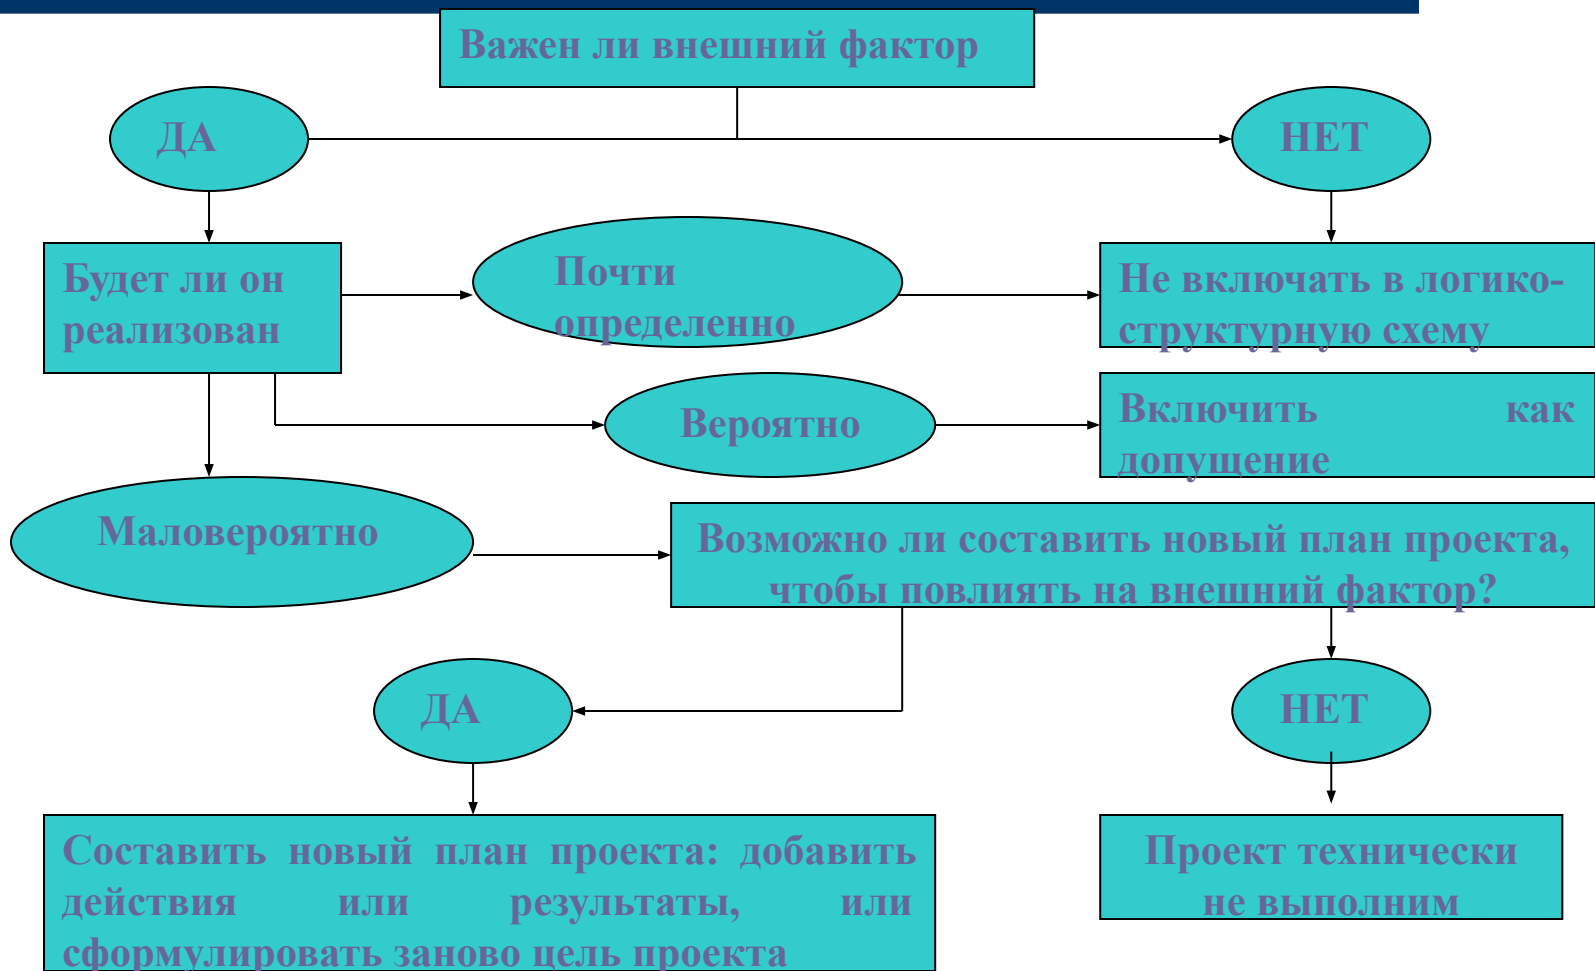 Важен ли внешний фактор
ДА
НЕТ
Будет ли он
реализован
Почти
определенно
Не включать в логико-
структурную схему
Вероятно
Включить как
допущение
Маловероятно
Возможно ли составить новый план проекта,
чтобы повлиять на внешний фактор?
ДА
НЕТ
Составить новый план проекта: добавить
действия или результаты, или
сформулировать заново цель проекта
Проект технически
не выполним